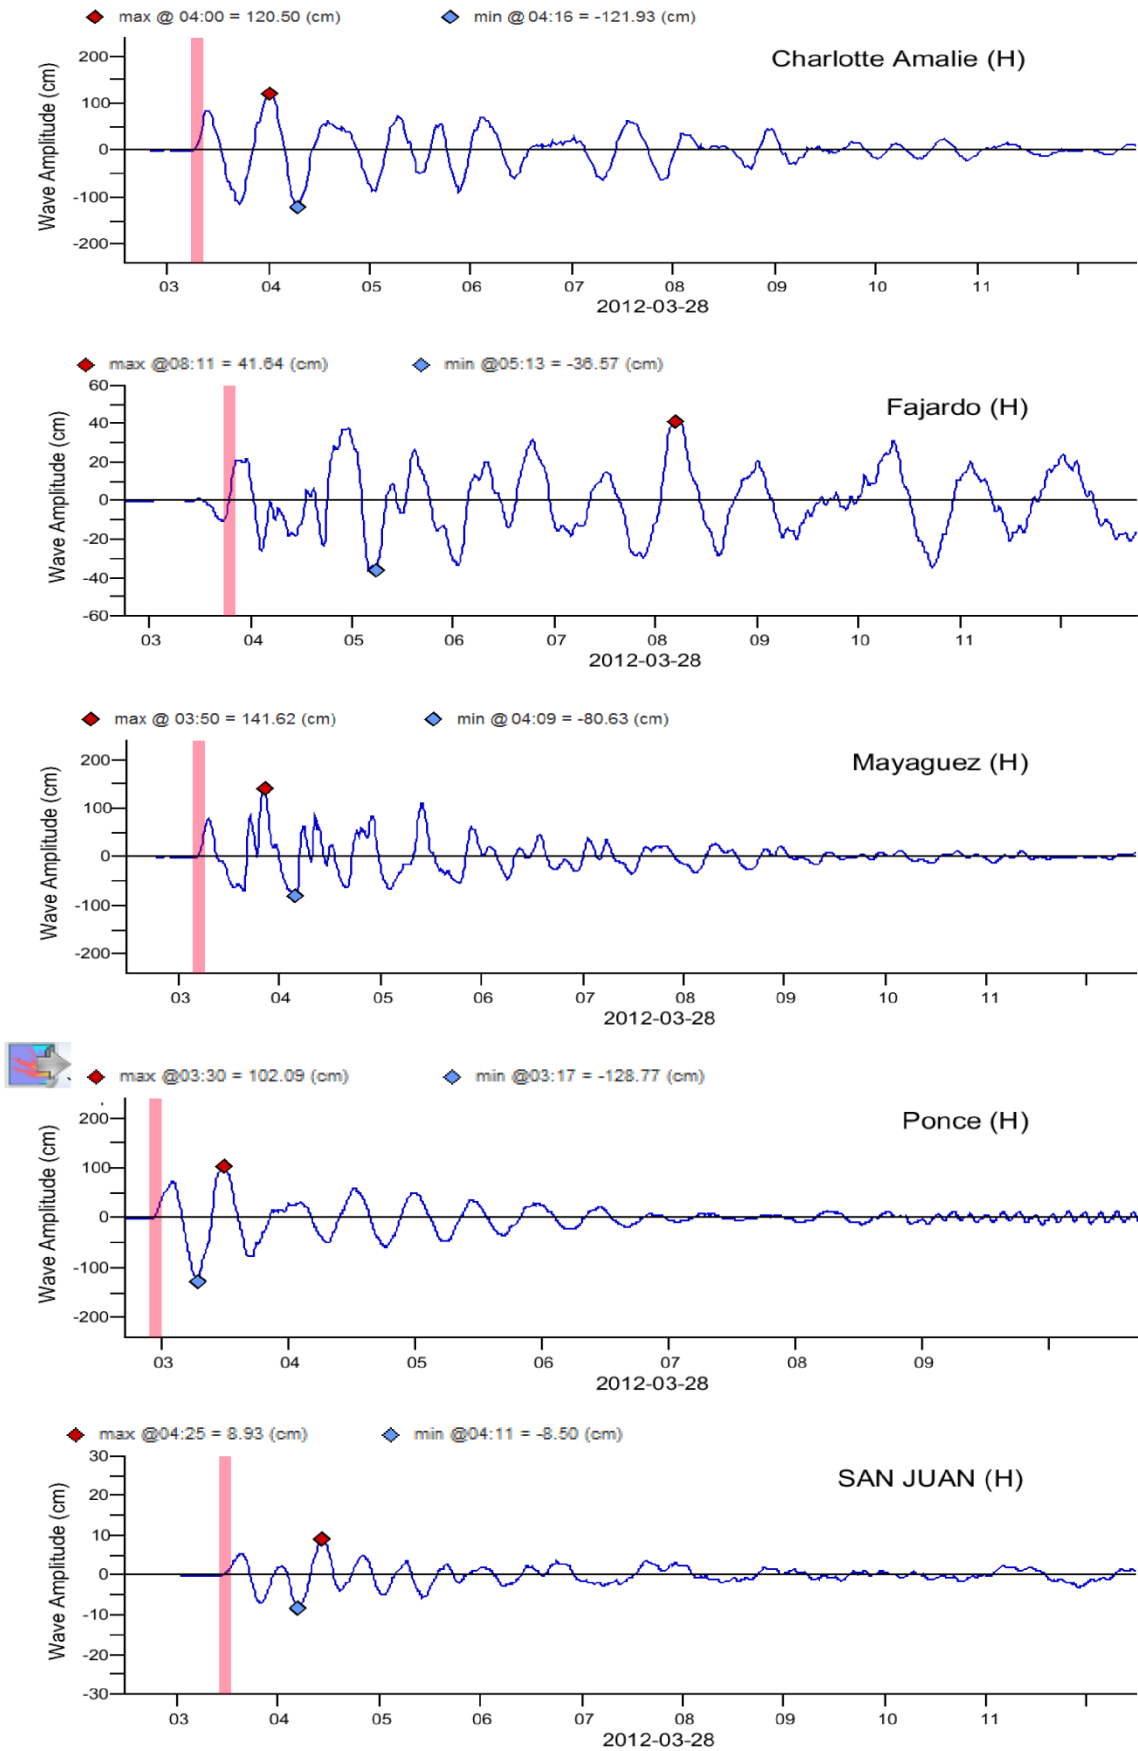 max @ 04:00 = 120.50 (cm) min @ 04:16 = -121.93 (cm)
Charlotte Amalie (H)
Wave Amplitude (cm)
200
100
0
-100
-200
03 04 05 06 07 08 09 10 11
2012-03-28
max @08:11 = 41.64 (cm) min @05:13 = -36.57 (cm)
Fajardo (H)
Wave Amplitude (cm)
60
40
20
0
-20
-40
-60
03 04 05 06 07 08 09 10 11
2012-03-28
max @ 03:50 = 141.62 (cm) min @ 04:09 = -80.63 (cm)
Mayaguez (H)
Wave Amplitude (cm)
200
100
0
-100
-200
03 04 05 06 07 08 09 10 11
2012-03-28
max @03:30 = 102.09 (cm) min @03:17 = -128.77 (cm)
Ponce (H)
Wave Amplitude (cm)
200
100
0
-100
-200
03 04 05 06 07 08 09
2012-03-28
max @04:25 = 8.93 (cm) min @04:11 = -8.50 (cm)
SAN JUAN (H)
Wave Amplitude (cm)
30
20
10
0
-10
-20
-30
03 04 05 06 07 08 09 10 11
2012-03-28